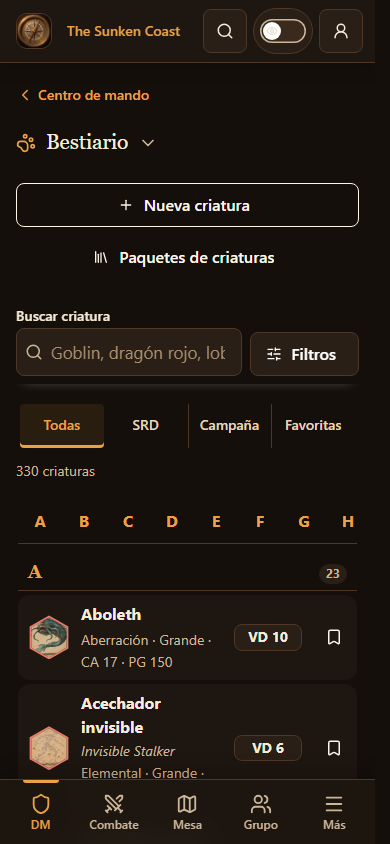 The Sunken Coast
Centro de mando
Bestiario
Nueva criatura
Paquetes de criaturas
Buscar criatura
Goblin, dragón rojo, lob
Filtros
Todas SRD Campaña Favoritas
330 criaturas
A B C D E F G H
A 23
Aboleth
Aberración · Grande ·
CA 17 · PG 150
VD 10
Acechador
invisible
Invisible Stalker
Elemental · Grande ·
VD 6
DM Combate Mesa Grupo Más